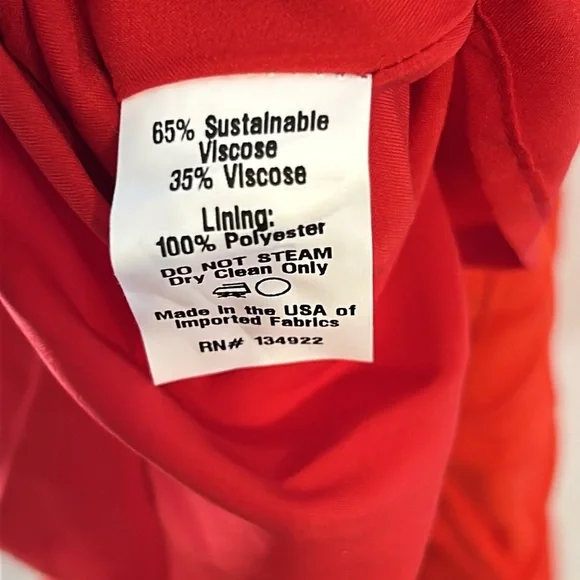 65% Sustainable
Viscose
35% Viscose
Lining:
100% Polyester
DO NOT STEAM
Dry Clean Only
Made in the USA of
Imported Fabrics
RN# 134922